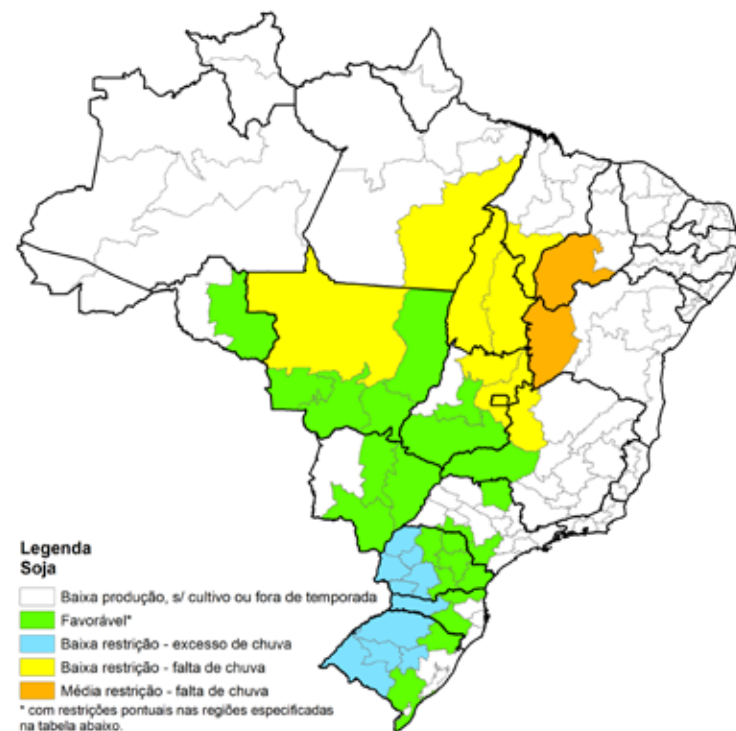 Legenda
Soja
Baixa produção, s/ cultivo ou fora de temporada
Favorável*
Baixa restrição - excesso de chuva
Baixa restrição - falta de chuva
Média restrição - falta de chuva
* com restrições pontuais nas regiões especificadas
na tabela abaixo.